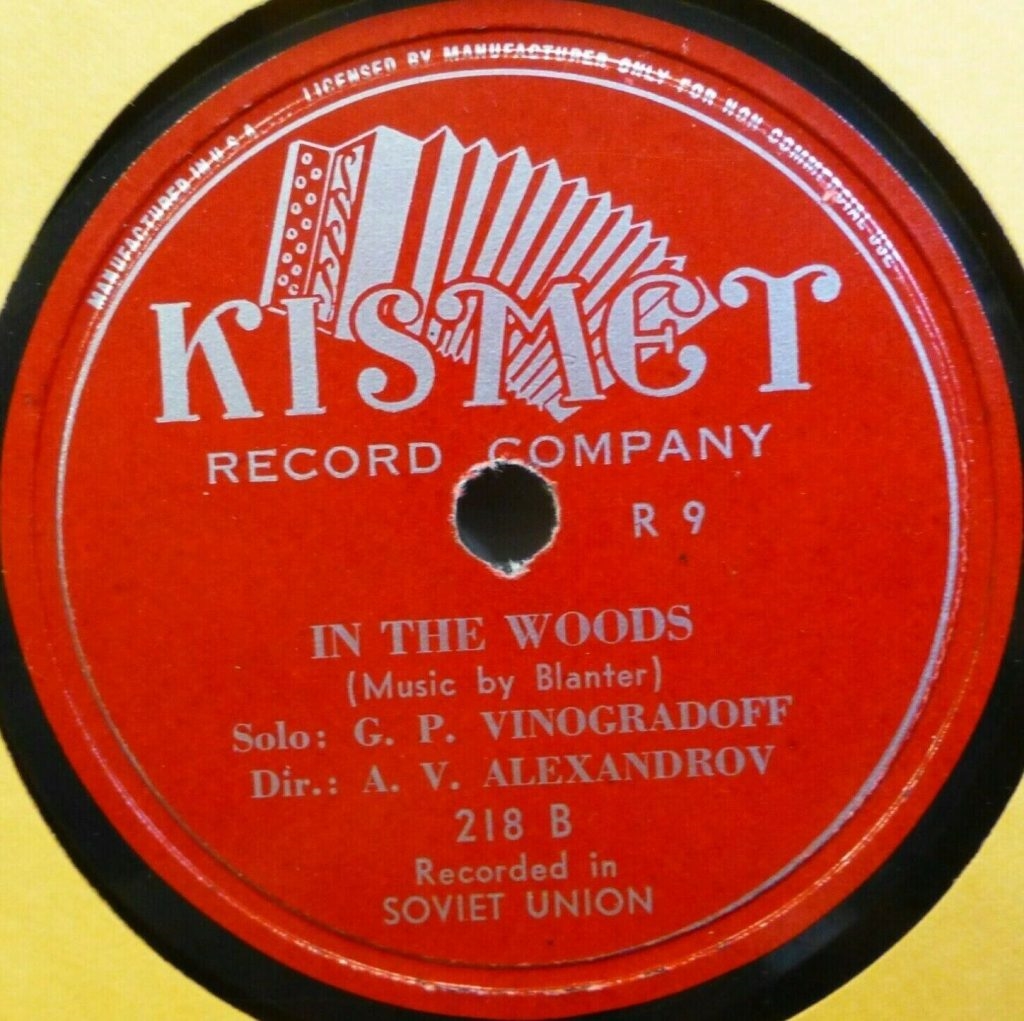 MANUFACTURED IN U.S.A. LICENSED BY MANUFACTURER ONLY FOR NON COMMERCIAL USE
KISMET
RECORD COMPANY
R 9
IN THE WOODS
(Music by Blanter)
Solo: G. P. VINOGRADOFF
Dir.: A. V. ALEXANDROV
218 B
Recorded in
SOVIET UNION